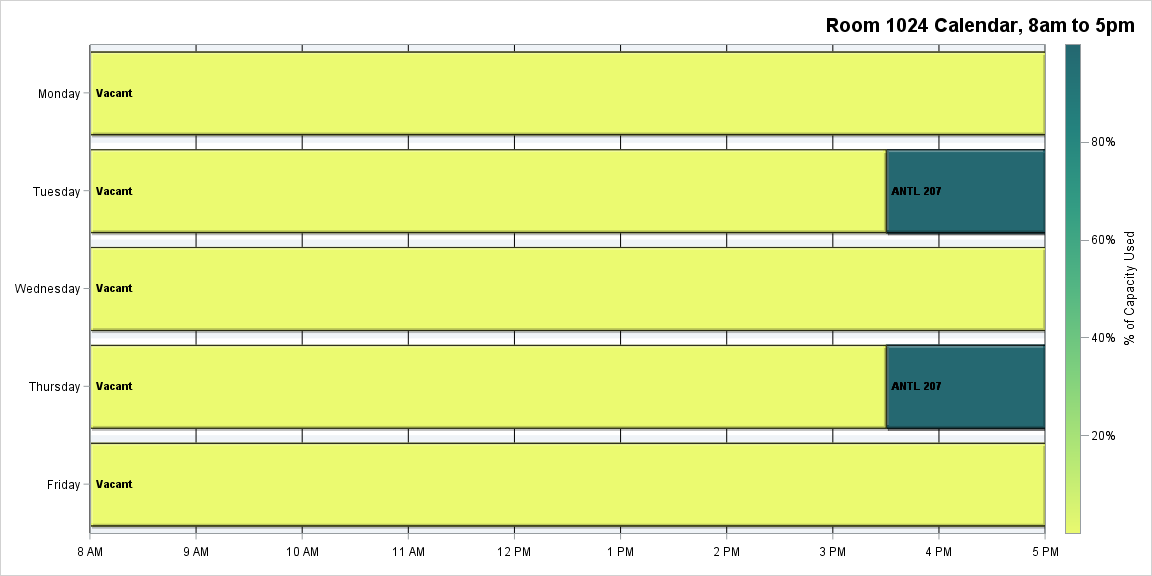 Room 1024 Calendar, 8am to 5pm
Monday
Vacant
Tuesday
Vacant
ANTL 207
Wednesday
Vacant
Thursday
Vacant
ANTL 207
Friday
Vacant
8 AM 9 AM 10 AM 11 AM 12 PM 1 PM 2 PM 3 PM 4 PM 5 PM
80%
60%
40%
20%
% of Capacity Used